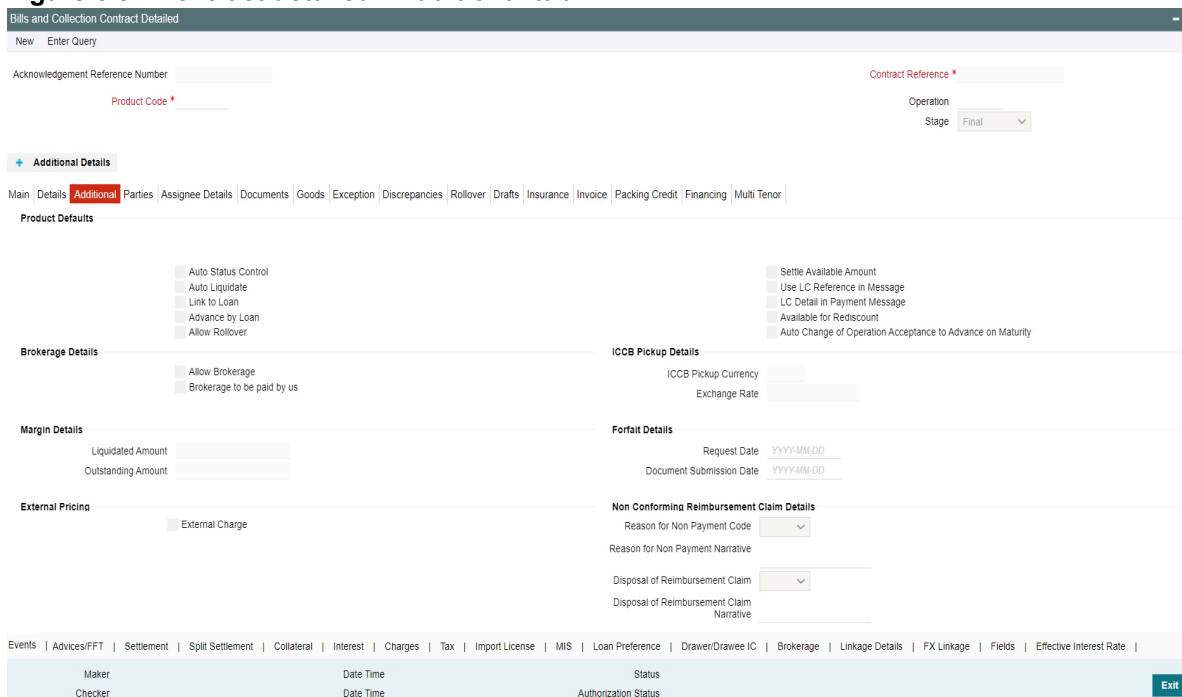 Bills and Collection Contract Detailed
New Enter Query
Acknowledgement Reference Number Contract Reference *
Product Code * Operation
Stage Final
+ Additional Details
Main Details Additional Parties Assignee Details Documents Goods Exception Discrepancies Rollover Drafts Insurance Invoice Packing Credit Financing Multi Tenor
Product Defaults
Auto Status Control Settle Available Amount
Auto Liquidate Use LC Reference in Message
Link to Loan LC Detail in Payment Message
Advance by Loan Available for Rediscount
Allow Rollover Auto Change of Operation Acceptance to Advance on Maturity
Brokerage Details ICCB Pickup Details
Allow Brokerage ICCB Pickup Currency
Brokerage to be paid by us Exchange Rate
Margin Details Forfait Details
Liquidated Amount Request Date YYYY-MM-DD
Outstanding Amount Document Submission Date YYYY-MM-DD
External Pricing Non Conforming Reimbursement Claim Details
External Charge Reason for Non Payment Code
Reason for Non Payment Narrative
Disposal of Reimbursement Claim
Disposal of Reimbursement Claim
Narrative
Events | Advices/FFT | Settlement | Split Settlement | Collateral | Interest | Charges | Tax | Import License | MIS | Loan Preference | Drawer/Drawee IC | Brokerage | Linkage Details | FX Linkage | Fields | Effective Interest Rate |
Maker Date Time Status
Checker Date Time Authorization Status
Exit